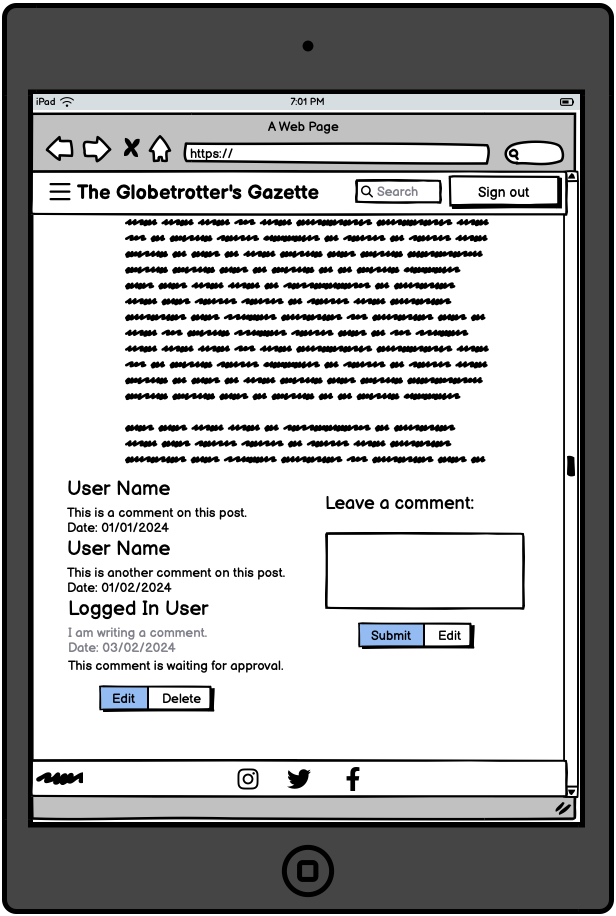 iPad
7:01 PM
A Web Page
https://
The Globetrotter's Gazette
Search
Sign out
User Name
This is a comment on this post.
Date: 01/01/2024
User Name
This is another comment on this post.
Date: 01/02/2024
Logged In User
I am writing a comment.
Date: 03/02/2024
This comment is waiting for approval.
Edit
Delete
Leave a comment:
Submit
Edit